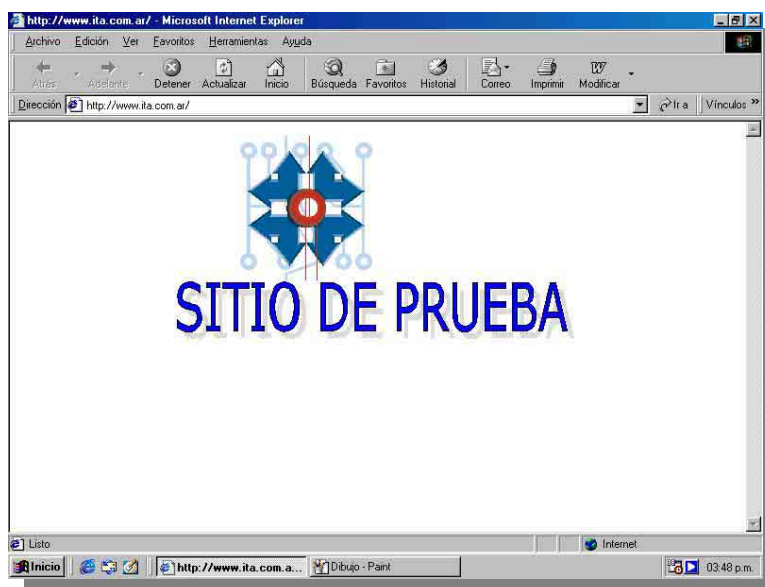 http://www.ita.com.ar/ - Microsoft Internet Explorer
Archivo Edición Ver Favoritos Herramientas Ayuda
Atrás Adelante Detener Actualizar Inicio Búsqueda Favoritos Historial Correo Imprimir Modificar
Dirección http://www.ita.com.ar/ Ir a Vínculos »
SITIO DE PRUEBA
Listo Internet
Inicio http://www.ita.com.a... Dibujo - Paint 03:48 p.m.